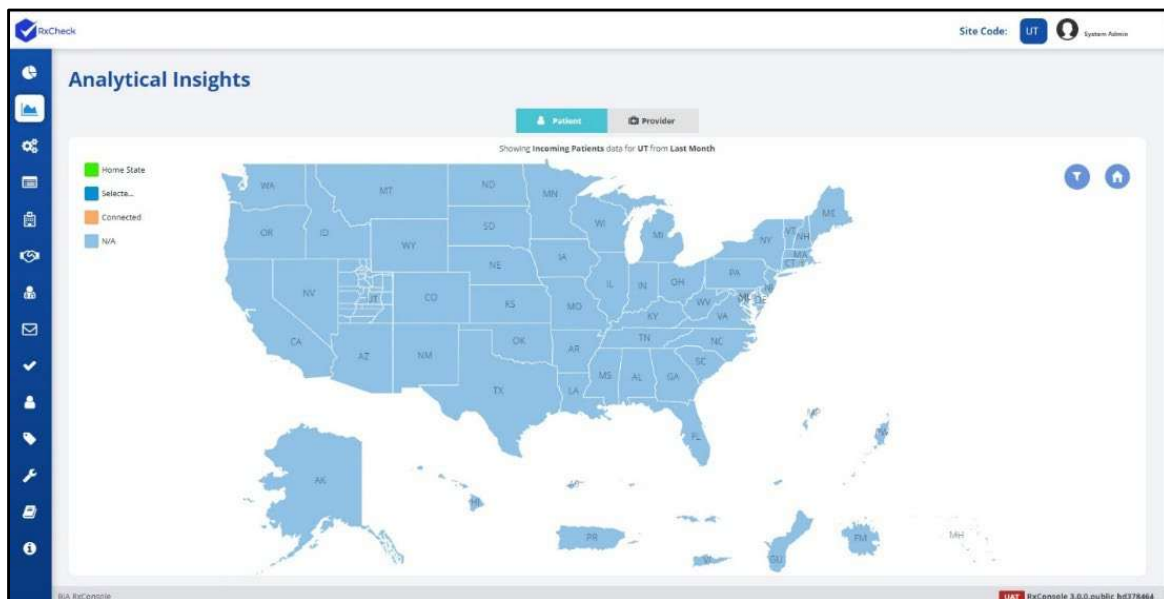 RxCheck
Site Code: UT System Admin
Analytical Insights
Patient Provider
Showing Incoming Patients data for UT from Last Month
Home State
Selecte...
Connected
N/A
WA
MT
ND
MN
ME
OR
ID
SD
WI
MI
NY
VT
NH
MA
CT
WY
NE
IA
PA
NV
UT
CO
KS
IL
IN
OH
WV
VA
MO
KY
CA
AZ
NM
OK
AR
TN
NC
SC
TX
LA
MS
AL
GA
FL
AK
HI
PR
GU
FM
MH
MP
DE
BJA RxConsole
UAT RxConsole 3.0.0.public